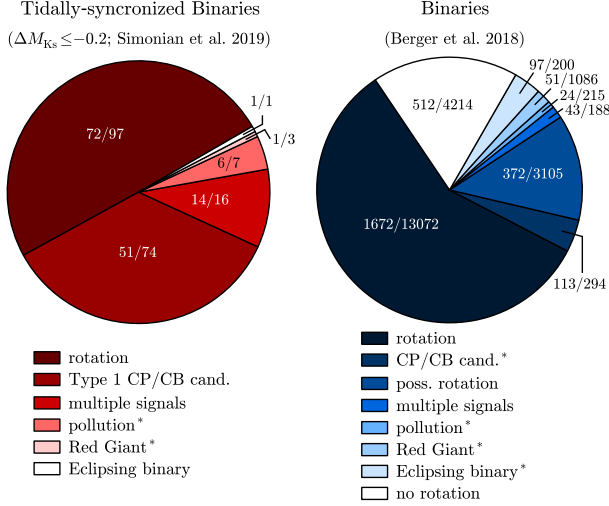 Tidally-syncronized Binaries
(ΔM_Ks ≤−0.2; Simonian et al. 2019)
1/1
1/3
72/97
6/7
14/16
51/74
rotation
Type 1 CP/CB cand.
multiple signals
pollution*
Red Giant*
Eclipsing binary
Binaries
(Berger et al. 2018)
97/200
51/1086
24/215
43/188
512/4214
372/3105
1672/13072
113/294
rotation
CP/CB cand.*
poss. rotation
multiple signals
pollution*
Red Giant*
Eclipsing binary*
no rotation